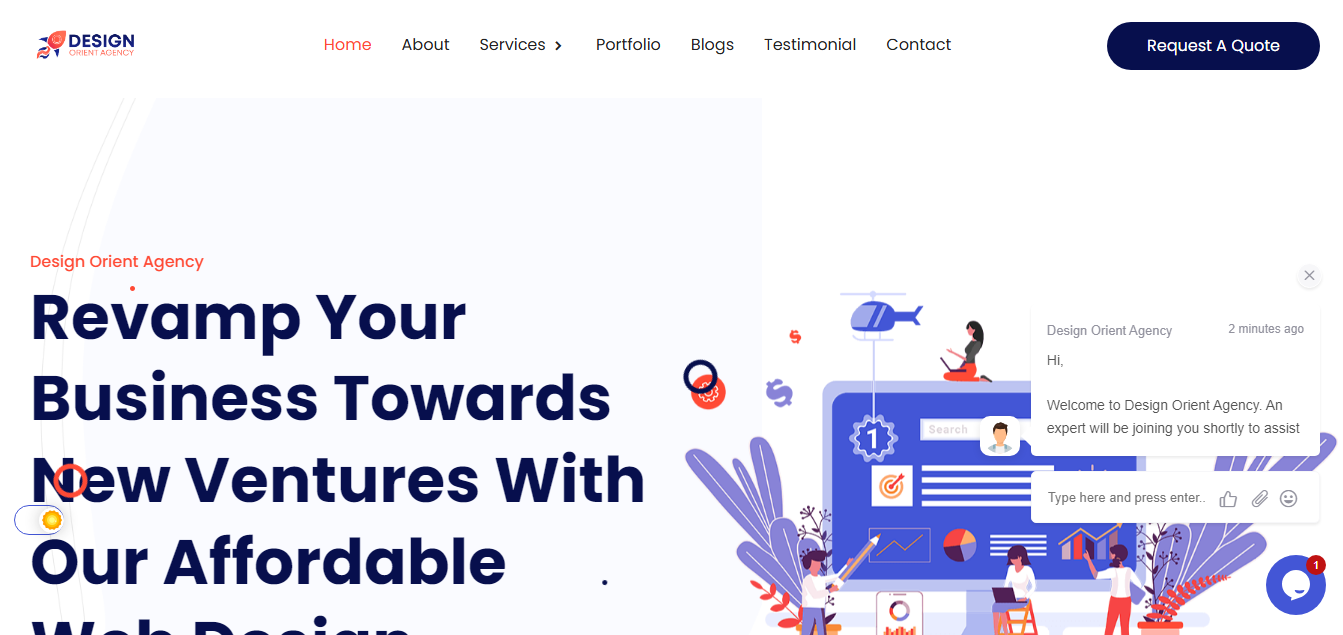 DESIGN
ORIENT AGENCY
Home About Services Portfolio Blogs Testimonial Contact
Request A Quote
Design Orient Agency
Revamp Your
Business Towards
New Ventures With
Our Affordable
Web Design
Search
1
Design Orient Agency 2 minutes ago
Hi,
Welcome to Design Orient Agency. An
expert will be joining you shortly to assist
Type here and press enter..
1